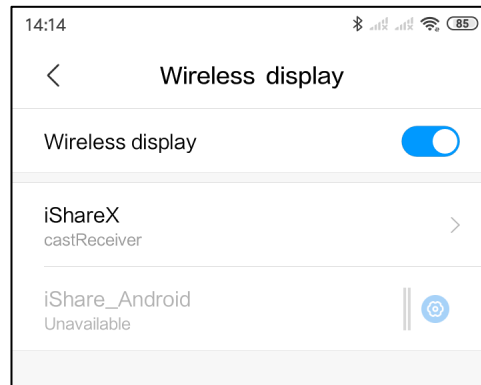 14:14 85
Wireless display
Wireless display
iShareX
castReceiver
iShare_Android
Unavailable